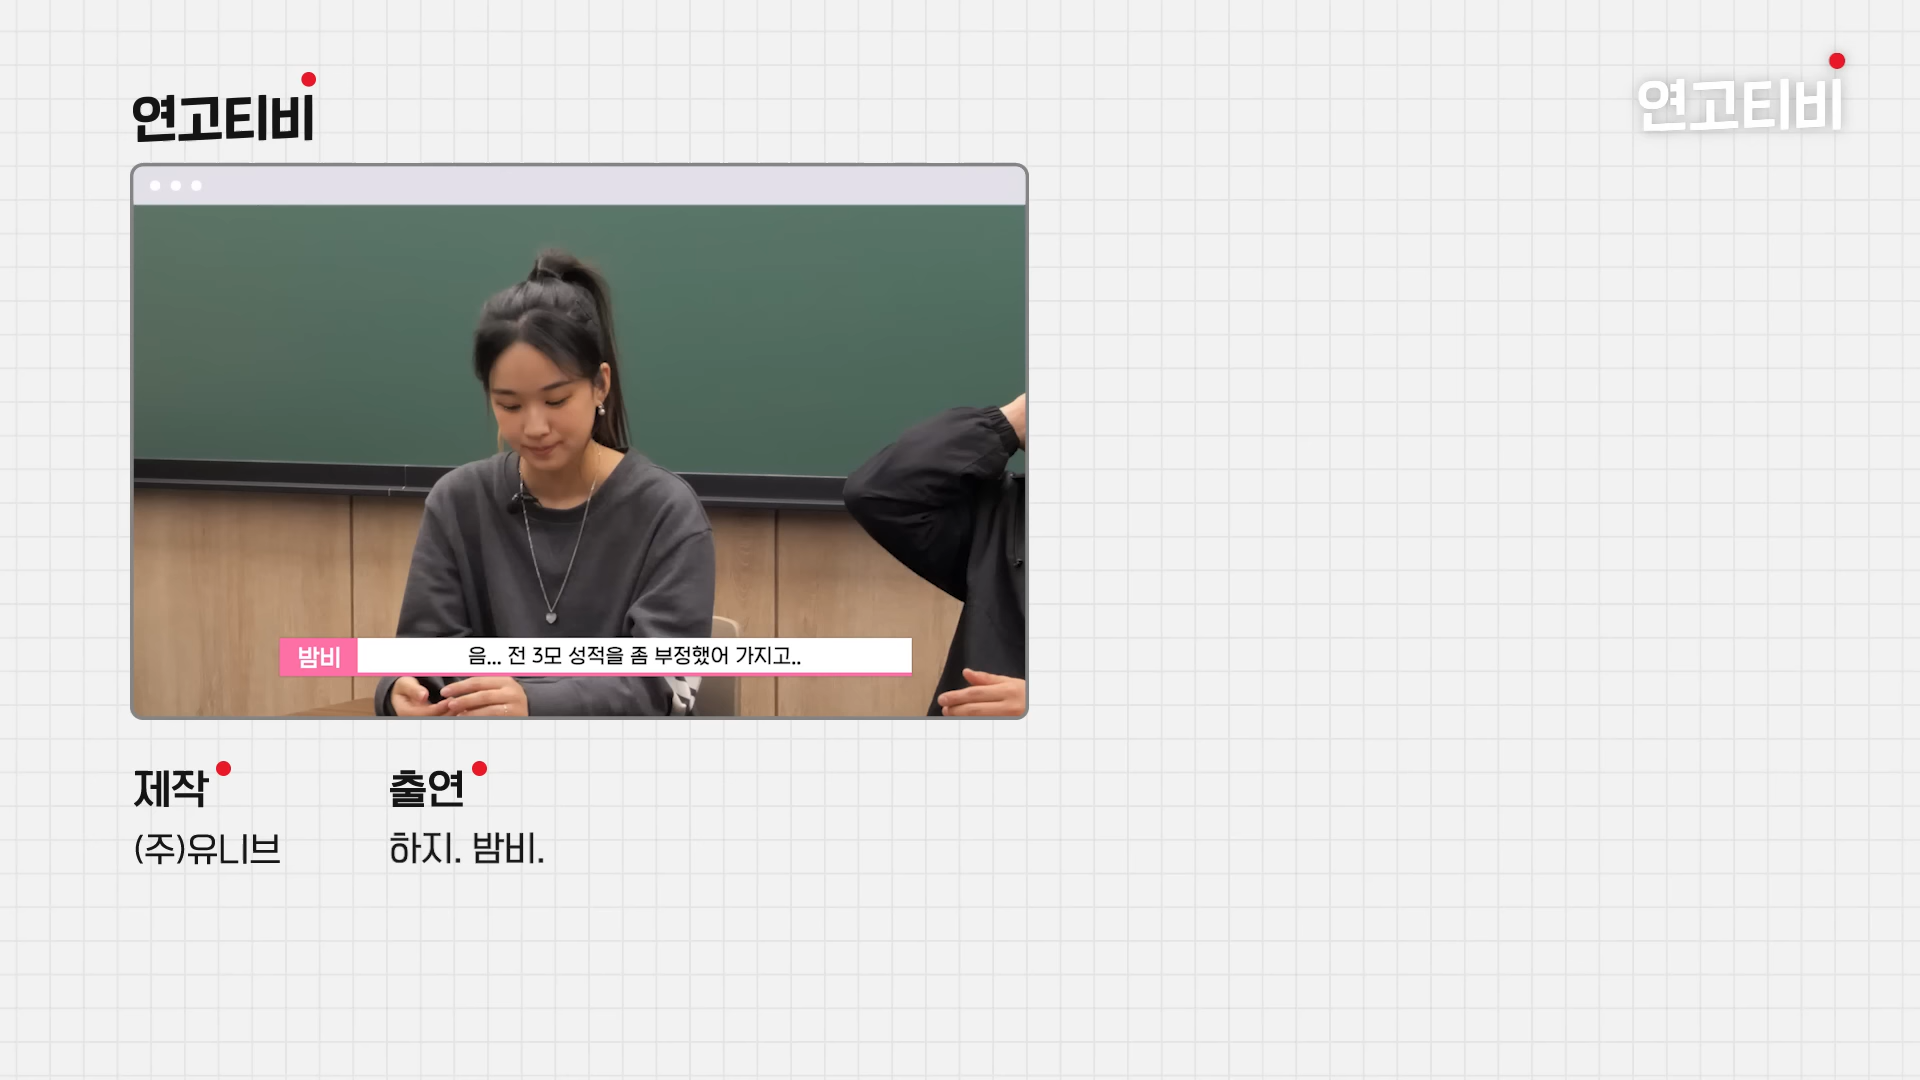 연고티비
연고티비
밤비 음... 전 3모 성적을 좀 부정했어 가지고..
제작
(주)유니브
출연
하지. 밤비.